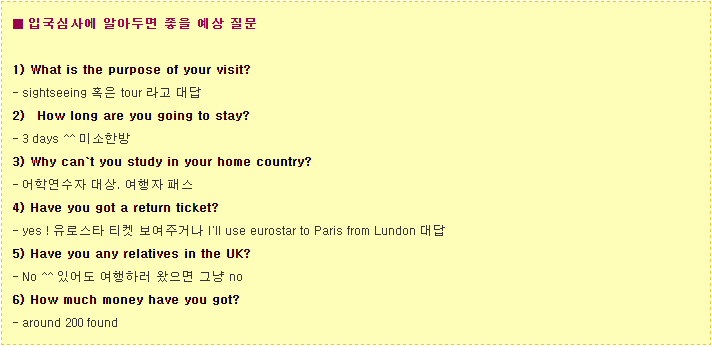 ■ 입국심사에 알아두면 좋을 예상 질문
1) What is the purpose of your visit?
- sightseeing 혹은 tour 라고 대답
2) How long are you going to stay?
- 3 days ^^ 미소한방
3) Why can`t you study in your home country?
- 어학연수자 대상. 여행자 패스
4) Have you got a return ticket?
- yes ! 유로스타 티켓 보여주거나 I'll use eurostar to Paris from Lundon 대답
5) Have you any relatives in the UK?
- No ^^ 있어도 여행하러 왔으면 그냥 no
6) How much money have you got?
- around 200 found